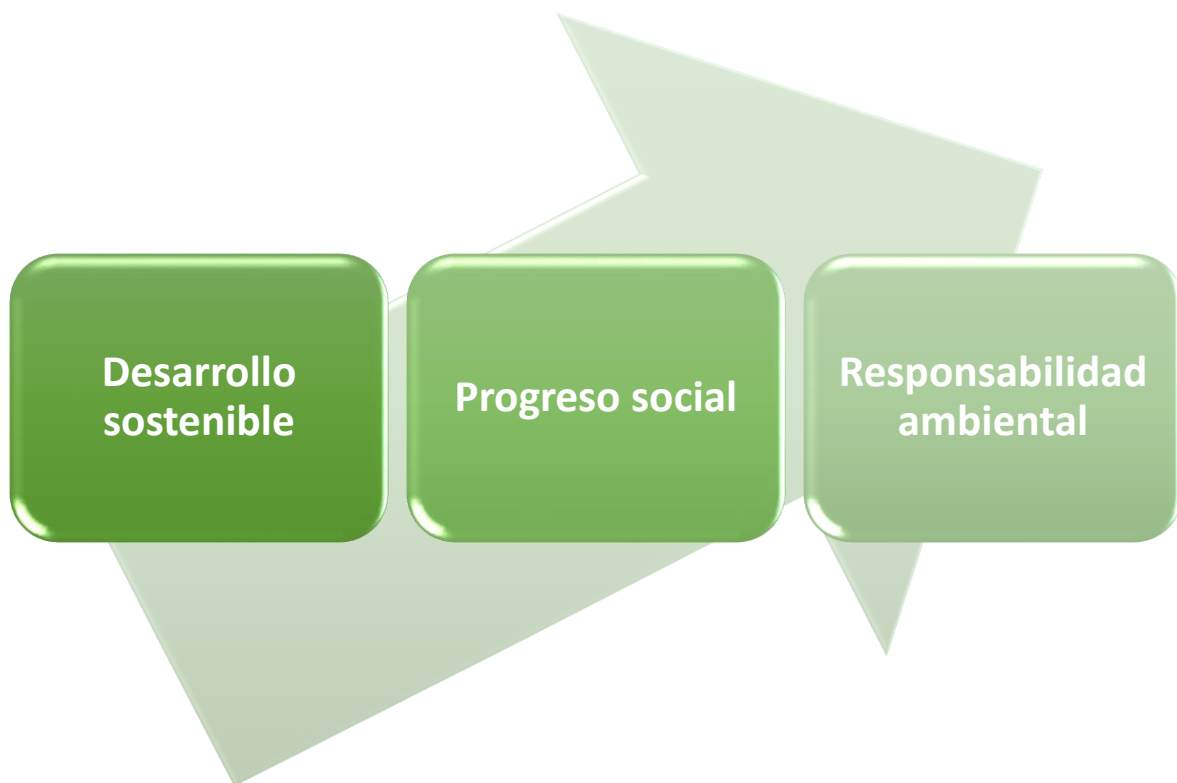 Desarrollo
sostenible
Progreso social
Responsabilidad
ambiental